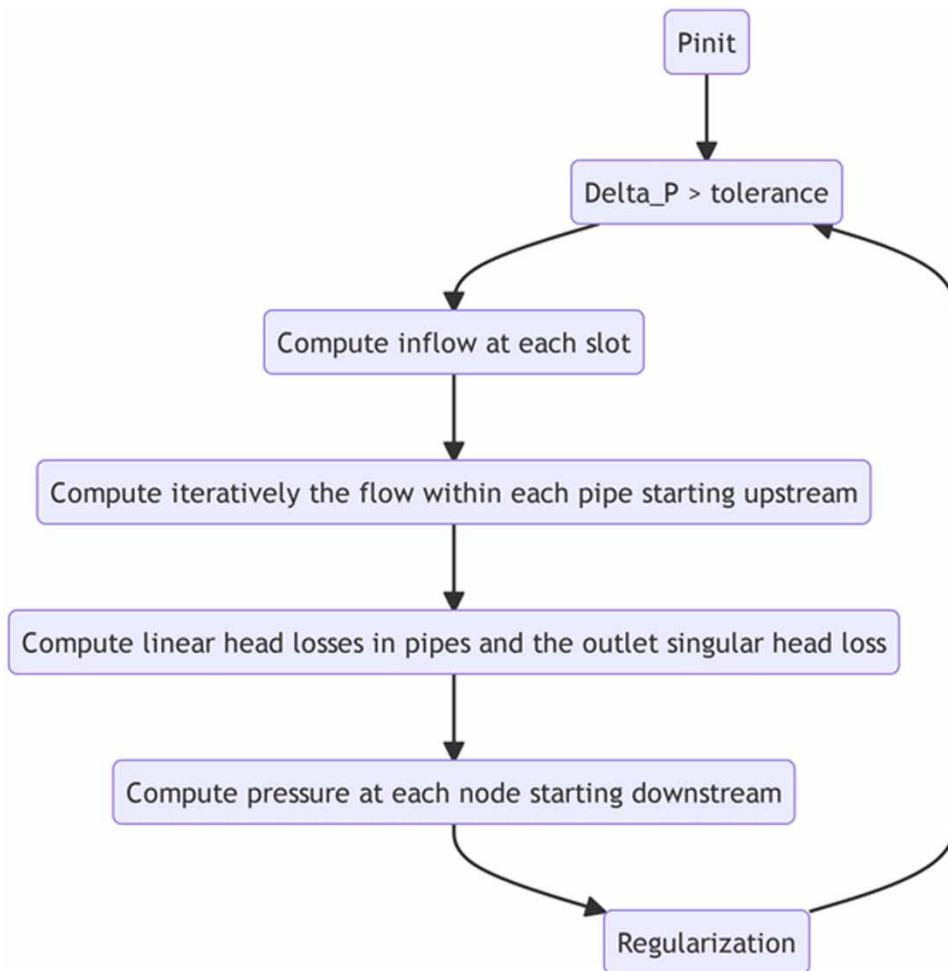 Pinit
Delta_P > tolerance
Compute inflow at each slot
Compute iteratively the flow within each pipe starting upstream
Compute linear head losses in pipes and the outlet singular head loss
Compute pressure at each node starting downstream
Regularization